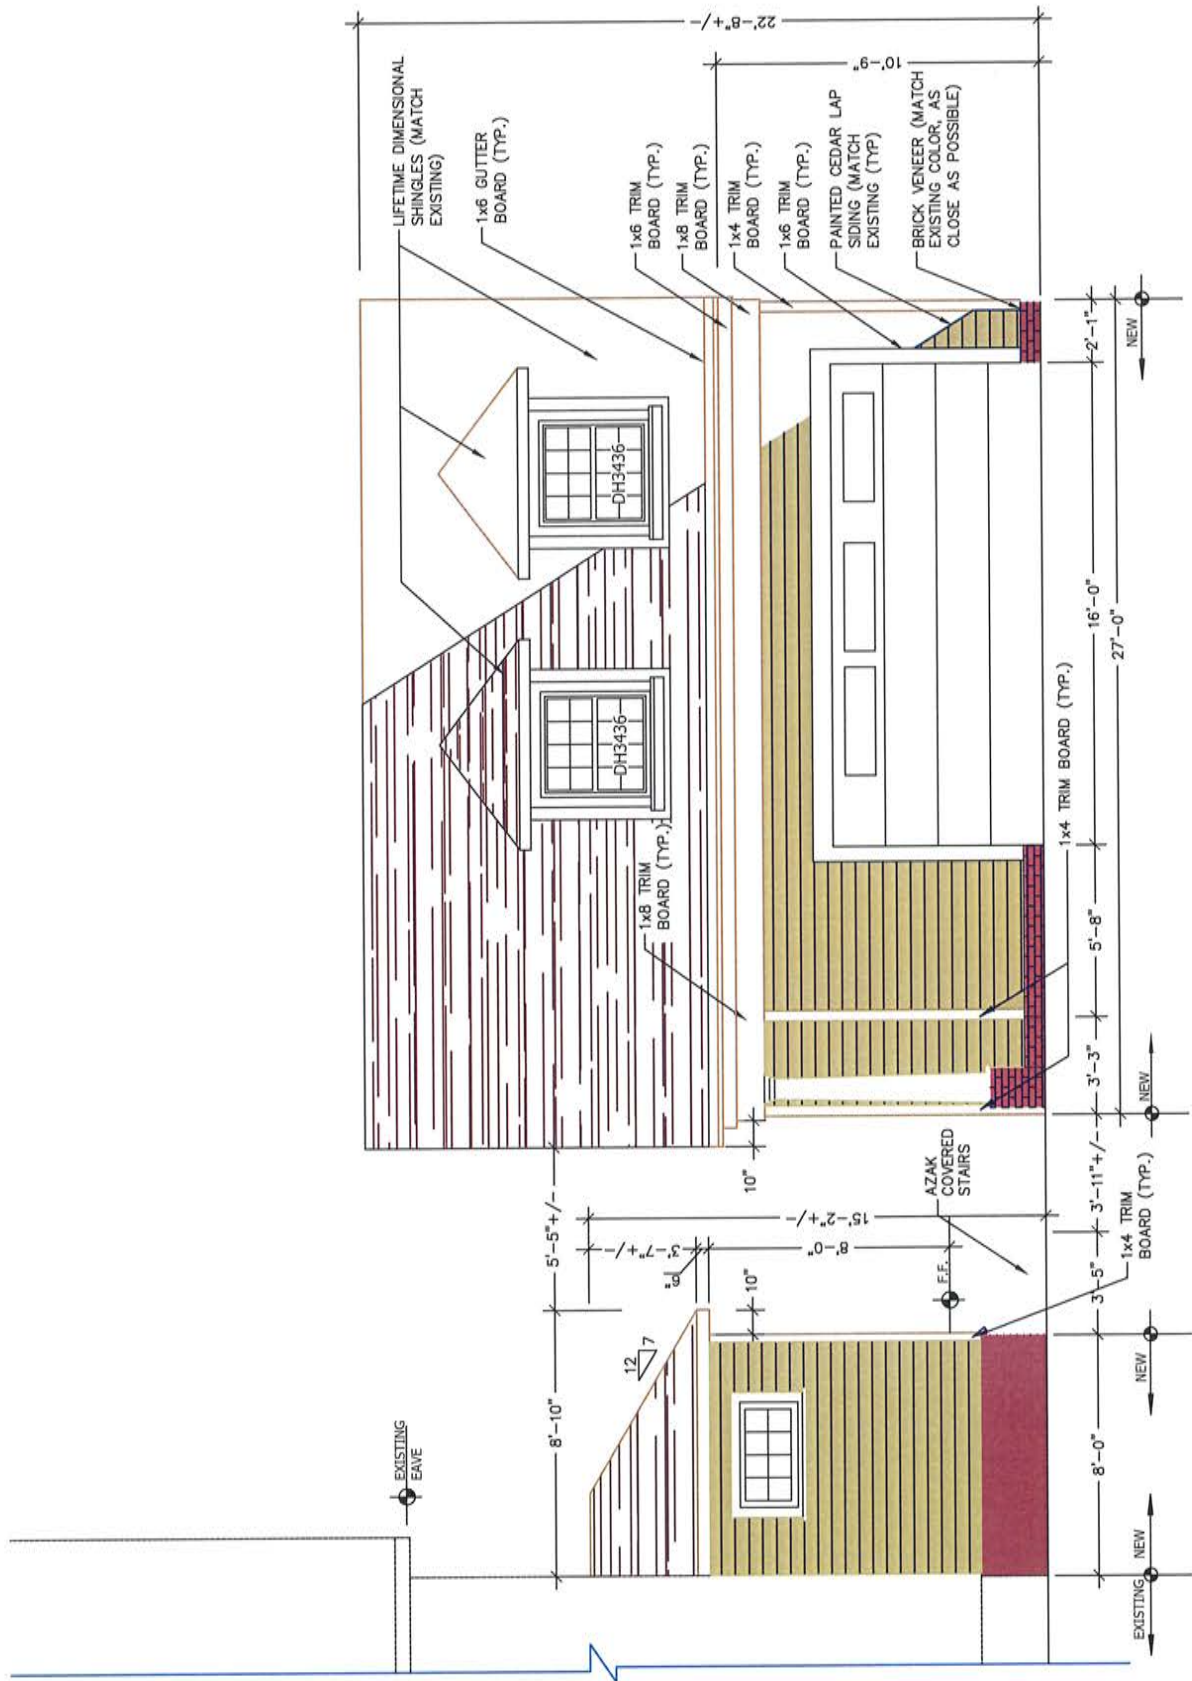 LIFETIME DIMENSIONAL
SHINGLES (MATCH
EXISTING)
1x6 GUTTER
BOARD (TYP.)
1x6 TRIM
BOARD (TYP.)
1x8 TRIM
BOARD (TYP.)
1x4 TRIM
BOARD (TYP.)
1x6 TRIM
BOARD (TYP.)
PAINTED CEDAR LAP
SIDING (MATCH
EXISTING (TYP)
BRICK VENEER (MATCH
EXISTING COLOR, AS
CLOSE AS POSSIBLE)
22'-8"+/-
10'-9"
DH3436
DH3436
1x8 TRIM
BOARD (TYP.)
EXISTING
EAVE
8'-10"
5'-5"+/-
12
7
10"
10"
3'-7"+/-
6"
8'-0"
15'-2"+/-
F.F.
AZAK
COVERED
STAIRS
1x4 TRIM
BOARD (TYP.)
1x4 TRIM BOARD (TYP.)
8'-0"
3'-5"
3'-11"+/-
3'-3"
5'-8"
16'-0"
2'-1"
27'-0"
EXISTING
NEW
NEW
NEW
NEW